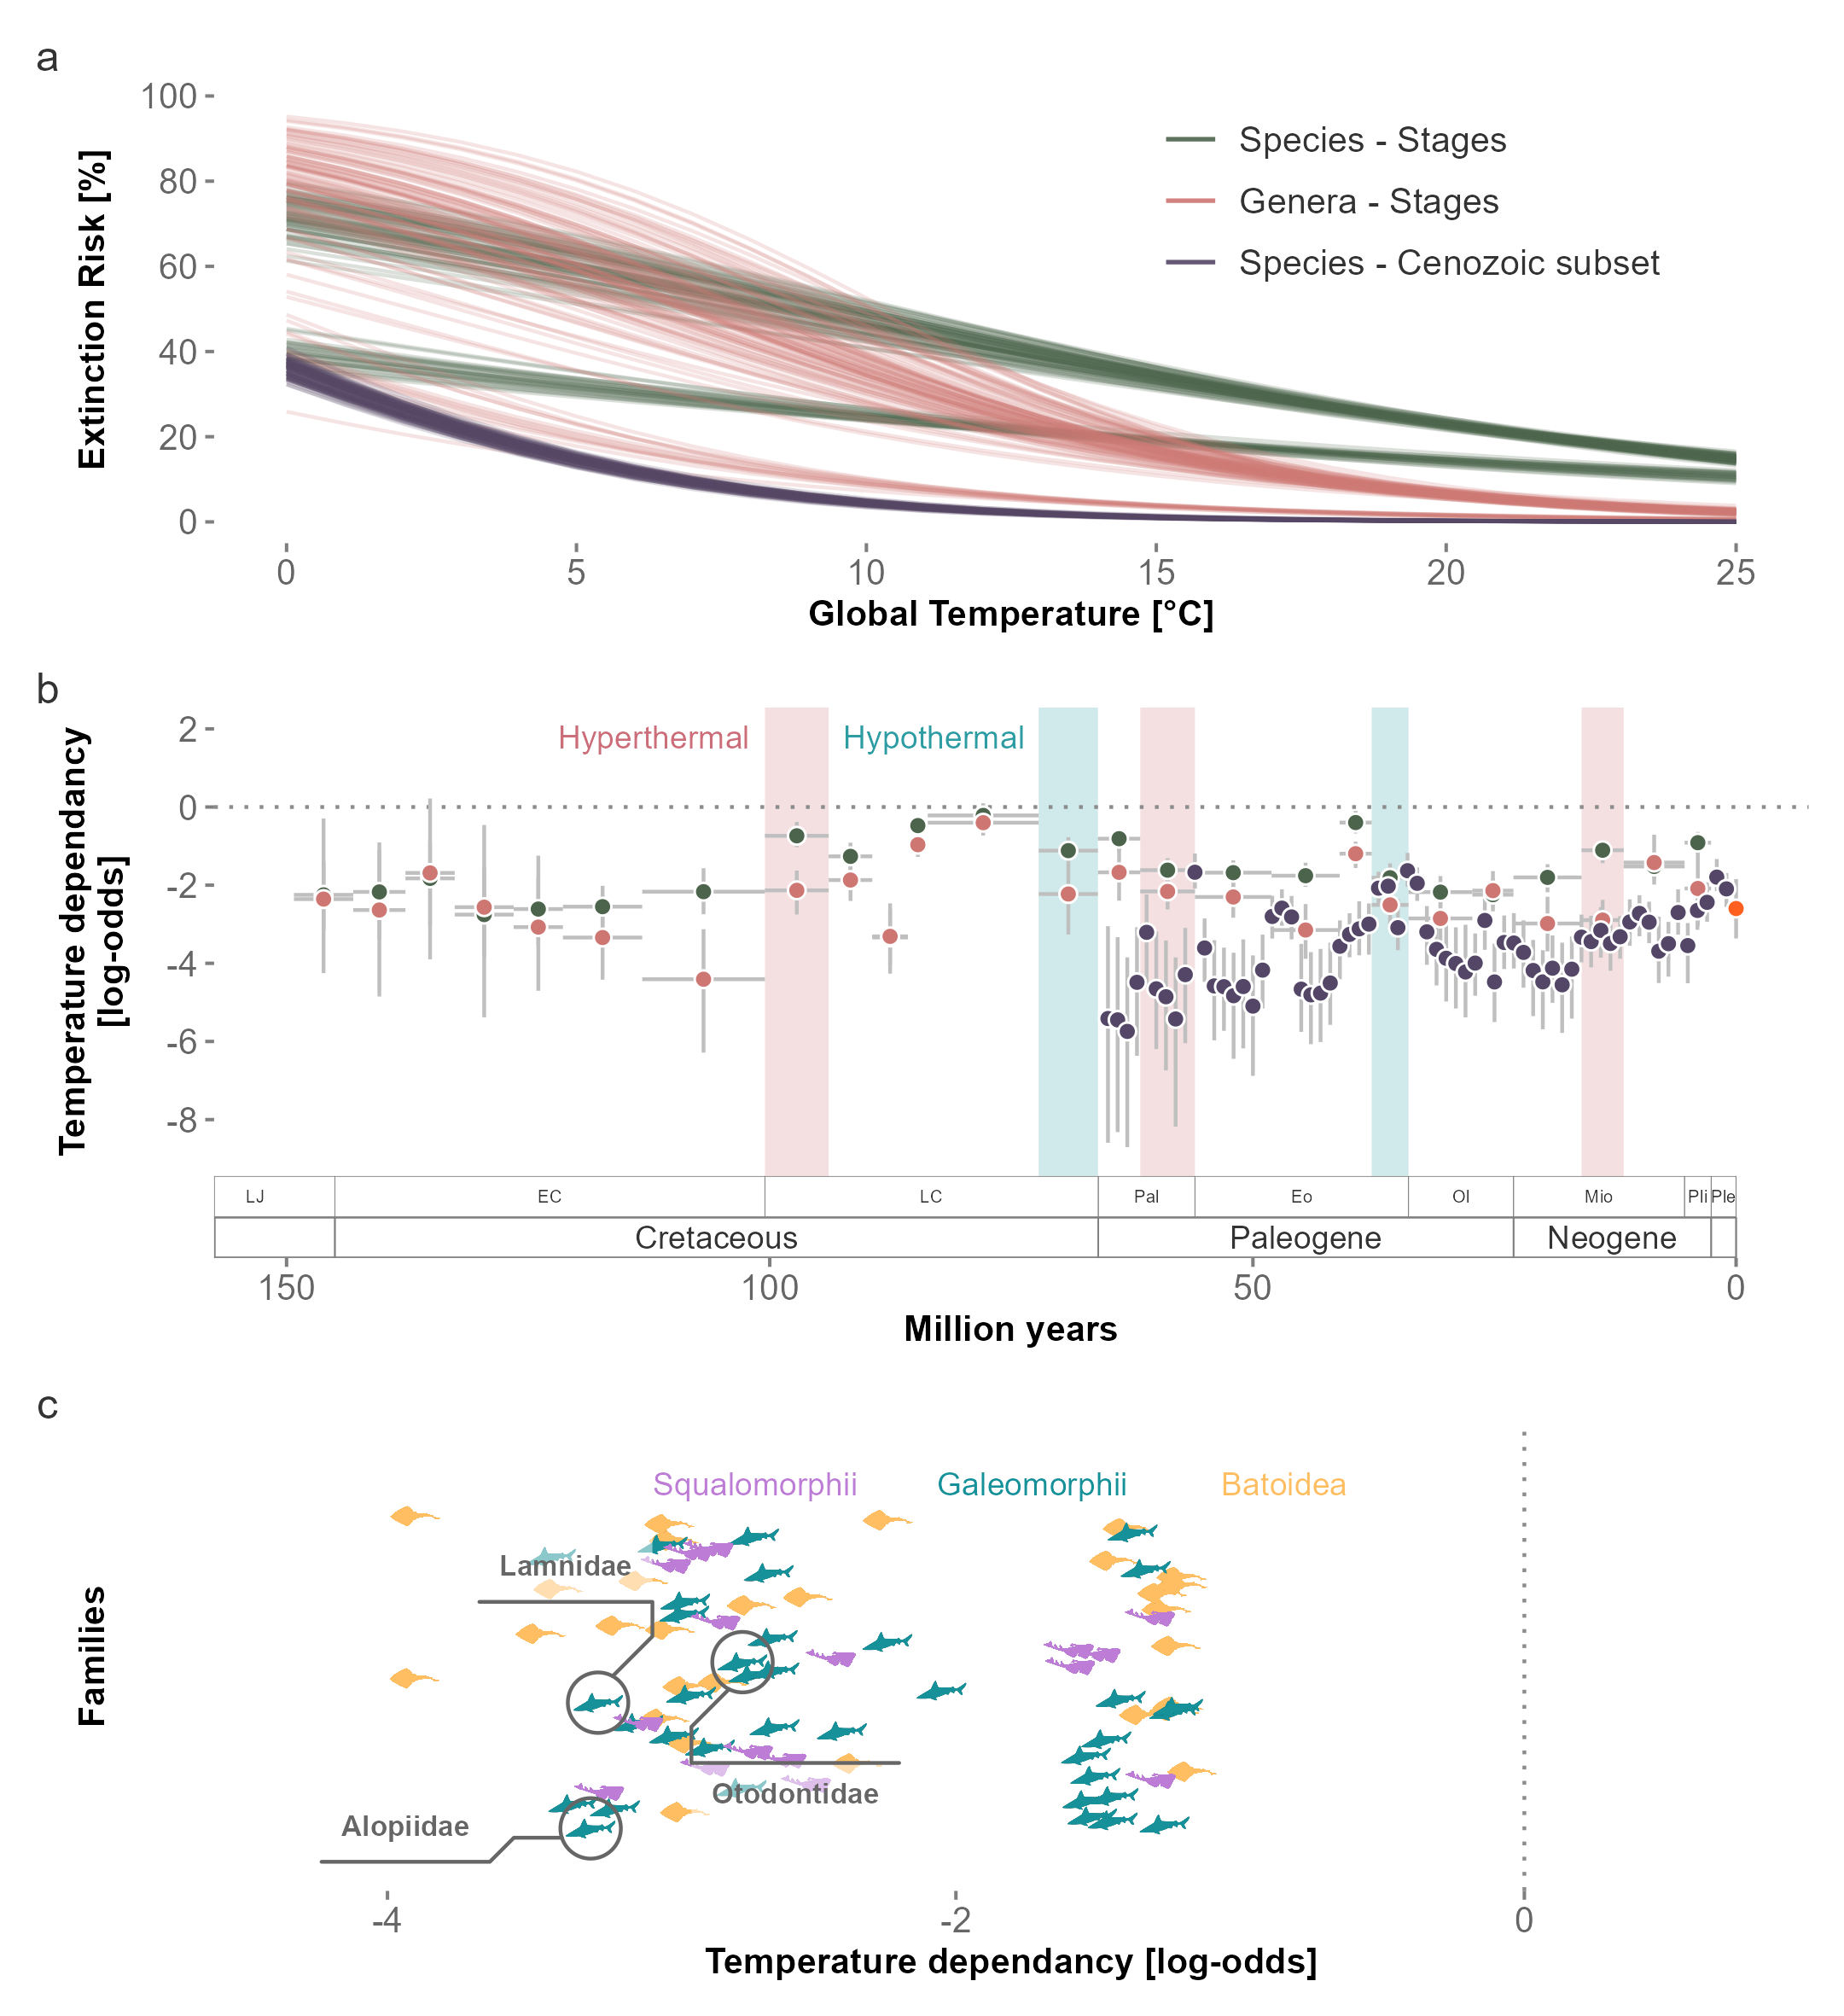 a
100
80
60
40
20
0
Extinction Risk [%]
Species - Stages
Genera - Stages
Species - Cenozoic subset
0 5 10 15 20 25
Global Temperature [°C]
b
2
0
-2
-4
-6
-8
Temperature dependancy
[log-odds]
Hyperthermal Hypothermal
LJ EC LC Pal Eo Ol Mio Pli Ple
Cretaceous Paleogene Neogene
150 100 50 0
Million years
c
Families
Squalomorphii Galeomorphii Batoidea
Lamnidae
Otodontidae
Alopiidae
-4 -2 0
Temperature dependancy [log-odds]